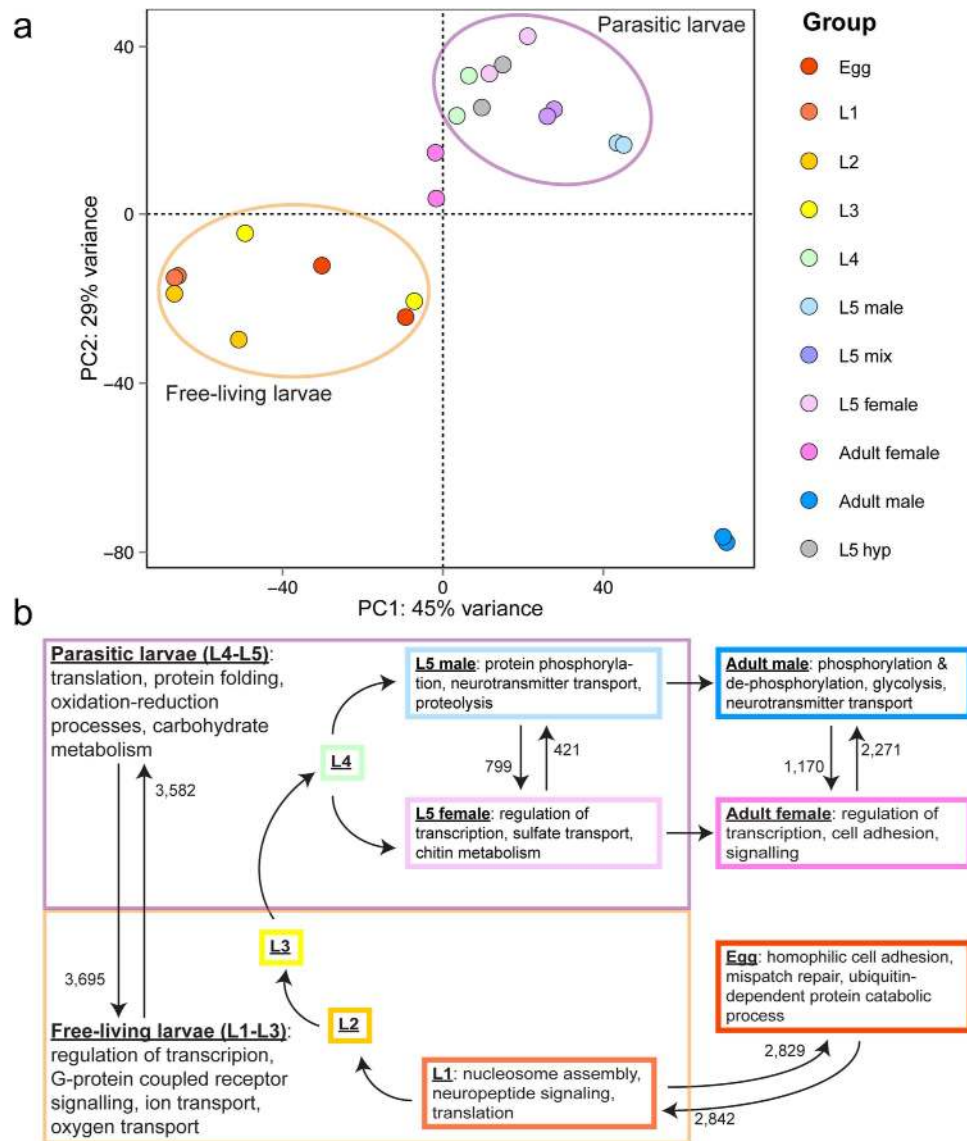 a
Parasitic larvae
Free-living larvae
40
0
−40
−80
PC2: 29% variance
−40
0
40
PC1: 45% variance
Group
Egg
L1
L2
L3
L4
L5 male
L5 mix
L5 female
Adult female
Adult male
L5 hyp
b
Parasitic larvae (L4-L5):
translation, protein folding,
oxidation-reduction
processes, carbohydrate
metabolism
3,582
3,695
Free-living larvae (L1-L3):
regulation of transcripion,
G-protein coupled receptor
signalling, ion transport,
oxygen transport
L4
L3
L2
L5 male: protein phosphoryla-
tion, neurotransmitter transport,
proteolysis
799
421
L5 female: regulation of
transcription, sulfate transport,
chitin metabolism
Adult male: phosphorylation &
de-phosphorylation, glycolysis,
neurotransmitter transport
1,170
2,271
Adult female: regulation of
transcription, cell adhesion,
signalling
Egg: homophilic cell adhesion,
mispatch repair, ubiquitin-
dependent protein catabolic
process
2,829
2,842
L1: nucleosome assembly,
neuropeptide signaling,
translation